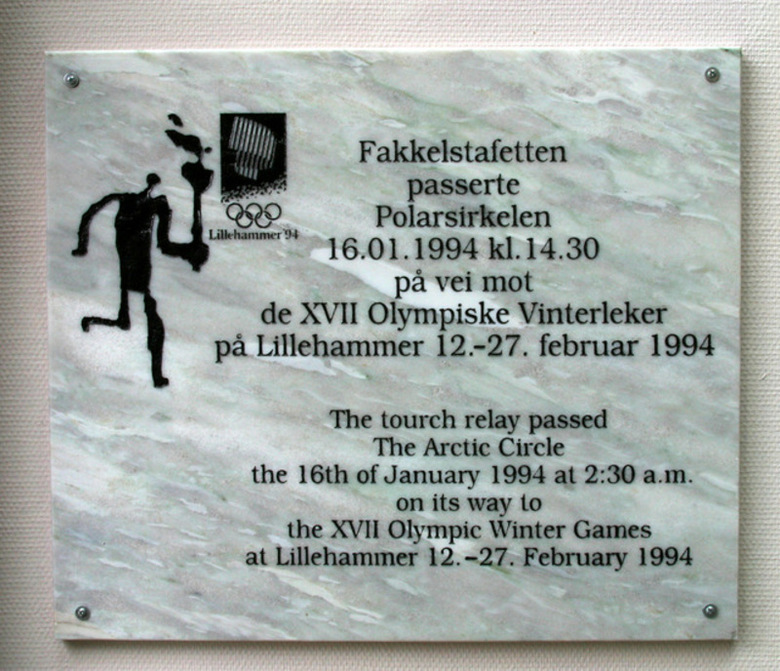 Lillehammer'94
Fakkelstafetten
passerte
Polarsirkelen
16.01.1994 kl.14.30
på vei mot
de XVII Olympiske Vinterleker
på Lillehammer 12.-27. februar 1994
The tourch relay passed
The Arctic Circle
the 16th of January 1994 at 2:30 a.m.
on its way to
the XVII Olympic Winter Games
at Lillehammer 12.-27. February 1994